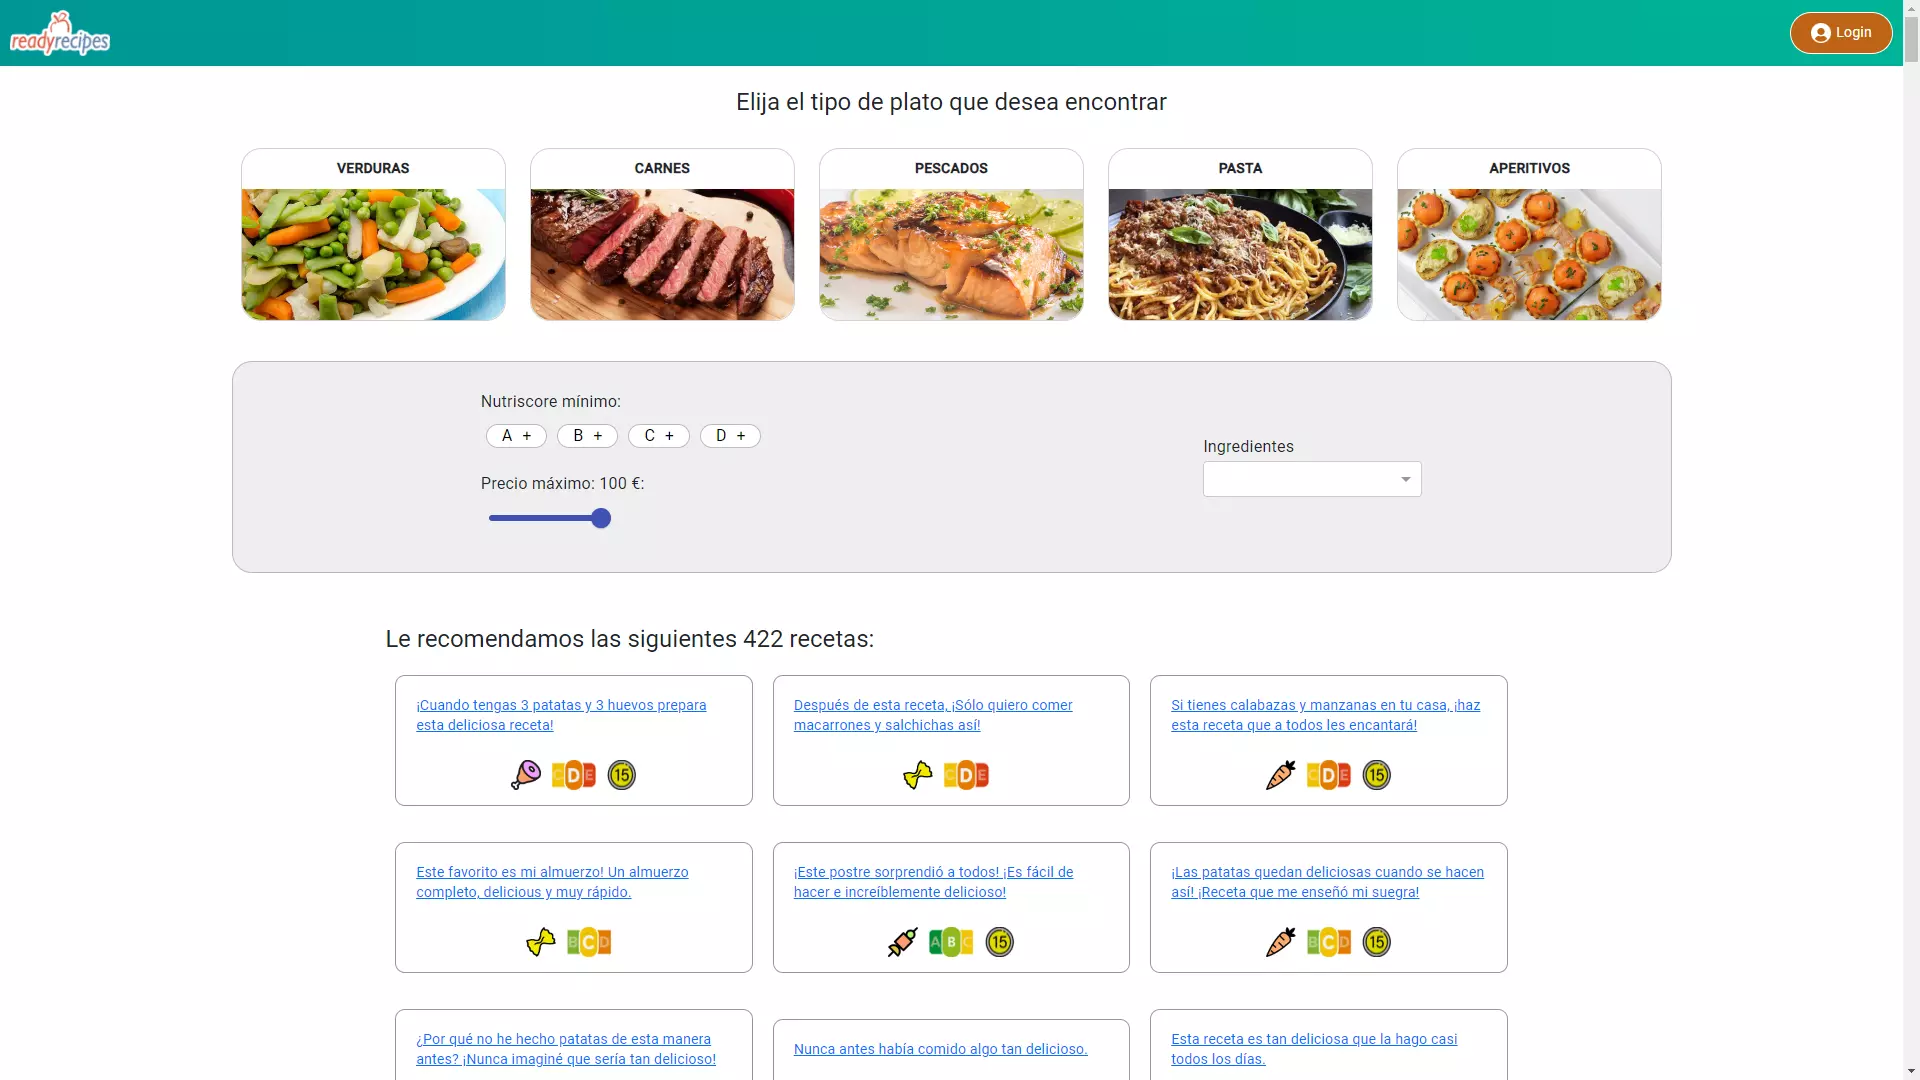 readyrecipes
Login
Elija el tipo de plato que desea encontrar
VERDURAS
CARNES
PESCADOS
PASTA
APERITIVOS
Nutriscore mínimo:
A +
B +
C +
D +
Precio máximo: 100 €:
Ingredientes
Le recomendamos las siguientes 422 recetas:
¡Cuando tengas 3 patatas y 3 huevos prepara
esta deliciosa receta!
C D E
15
Después de esta receta, ¡Sólo quiero comer
macarrones y salchichas así!
C D E
Si tienes calabazas y manzanas en tu casa, ¡haz
esta receta que a todos les encantará!
C D E
15
Este favorito es mi almuerzo! Un almuerzo
completo, delicious y muy rápido.
B C D
¡Este postre sorprendió a todos! ¡Es fácil de
hacer e increíblemente delicioso!
A B C
15
¡Las patatas quedan deliciosas cuando se hacen
así! ¡Receta que me enseñó mi suegra!
B C D
15
¿Por qué no he hecho patatas de esta manera
antes? ¡Nunca imaginé que sería tan delicioso!
Nunca antes había comido algo tan delicioso.
Esta receta es tan deliciosa que la hago casi
todos los días.